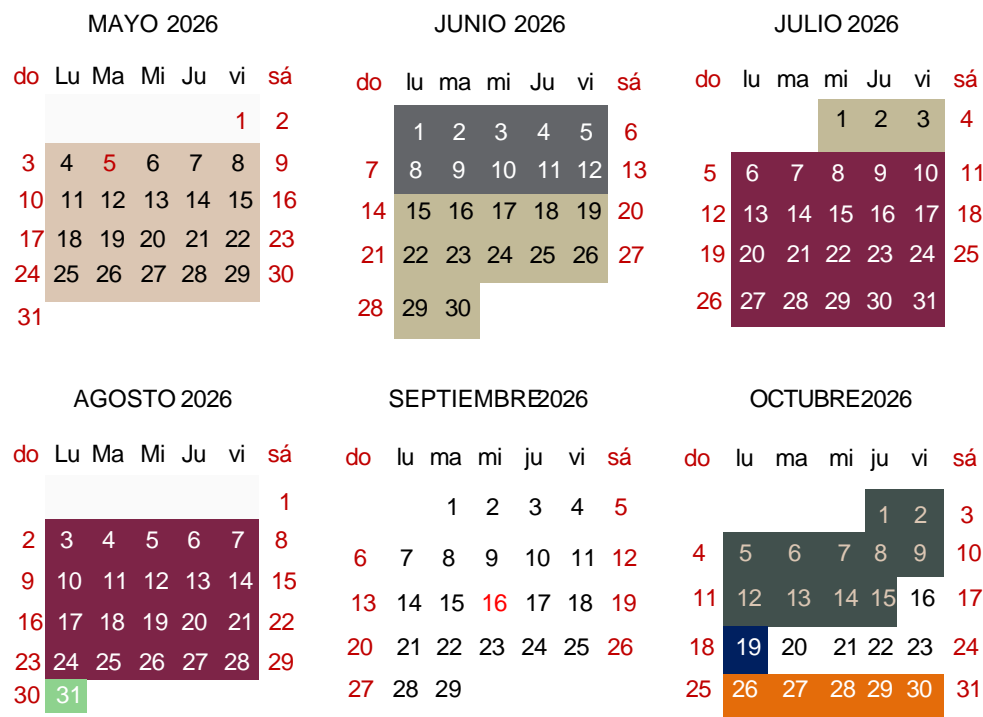 MAYO 2026
do Lu Ma Mi Ju vi sá
1 2
3 4 5 6 7 8 9
10 11 12 13 14 15 16
17 18 19 20 21 22 23
24 25 26 27 28 29 30
31
JUNIO 2026
do lu ma mi Ju vi sá
1 2 3 4 5 6
7 8 9 10 11 12 13
14 15 16 17 18 19 20
21 22 23 24 25 26 27
28 29 30
JULIO 2026
do lu ma mi Ju vi sá
1 2 3 4
5 6 7 8 9 10 11
12 13 14 15 16 17 18
19 20 21 22 23 24 25
26 27 28 29 30 31
AGOSTO 2026
do Lu Ma Mi Ju vi sá
1
2 3 4 5 6 7 8
9 10 11 12 13 14 15
16 17 18 19 20 21 22
23 24 25 26 27 28 29
30 31
SEPTIEMBRE2026
do lu ma mi ju vi sá
1 2 3 4 5
6 7 8 9 10 11 12
13 14 15 16 17 18 19
20 21 22 23 24 25 26
27 28 29
OCTUBRE2026
do lu ma mi ju vi sá
1 2 3
4 5 6 7 8 9 10
11 12 13 14 15 16 17
18 19 20 21 22 23 24
25 26 27 28 29 30 31